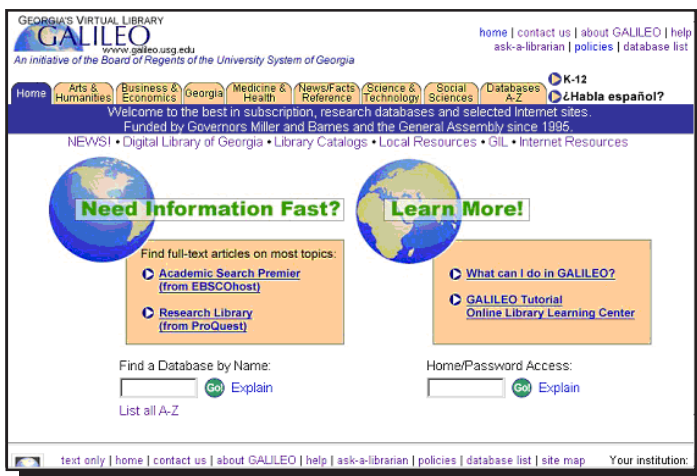 GEORGIA'S VIRTUAL LIBRARY
GALILEO
www.galileo.usg.edu
An initiative of the Board of Regents of the University System of Georgia
home | contact us | about GALILEO | help
ask-a-librarian | policies | database list
Home
Arts &
Humanities
Business &
Economics
Georgia
Medicine &
Health
News/Facts
Reference
Science &
Technology
Social
Sciences
Databases
A-Z
K-12
¿Habla español?
Welcome to the best in subscription, research databases and selected Internet sites.
Funded by Governors Miller and Barnes and the General Assembly since 1995.
NEWS! • Digital Library of Georgia • Library Catalogs • Local Resources • GIL • Internet Resources
Need Information Fast?
Find full-text articles on most topics:
Academic Search Premier
(from EBSCOhost)
Research Library
(from ProQuest)
Learn More!
What can I do in GALILEO?
GALILEO Tutorial
Online Library Learning Center
Find a Database by Name:
Go! Explain
List all A-Z
Home/Password Access:
Go! Explain
text only | home | contact us | about GALILEO | help | ask-a-librarian | policies | database list | site map
Your institution: